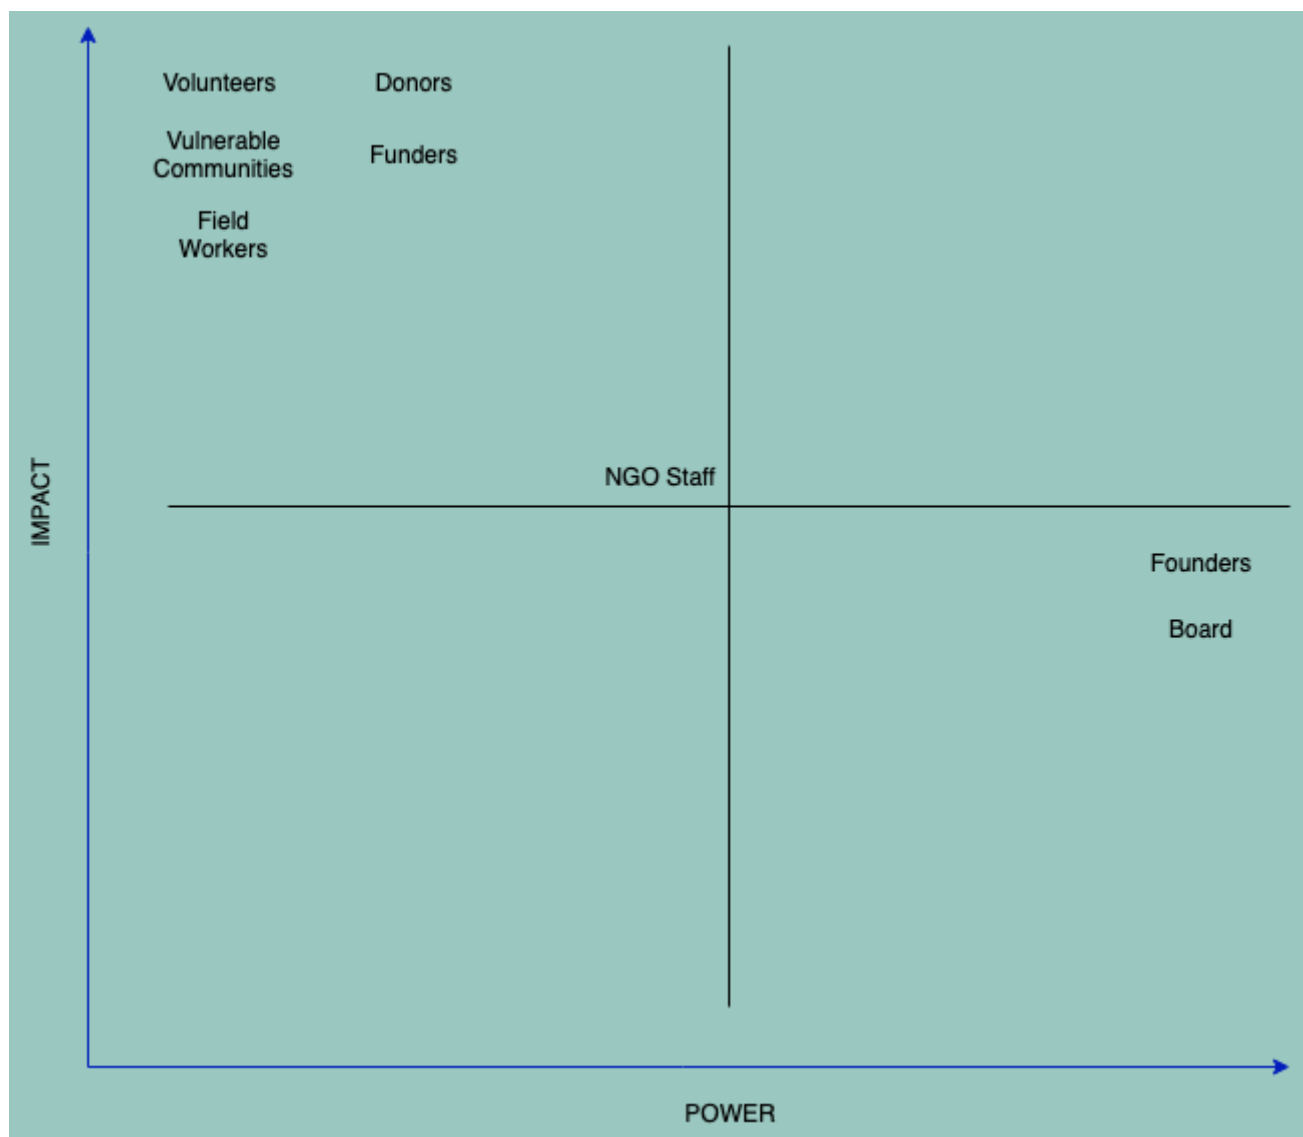 Volunteers
Donors
Vulnerable
Communities
Funders
Field
Workers
IMPACT
NGO Staff
Founders
Board
POWER